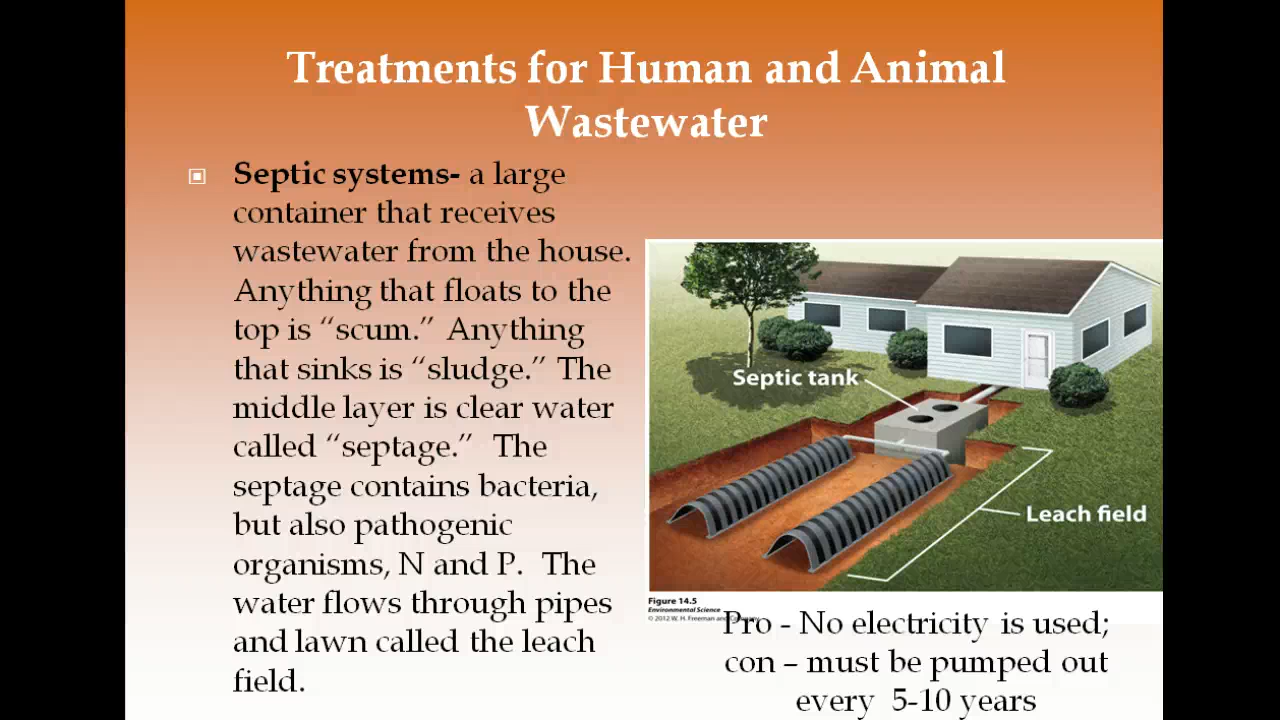 Treatments for Human and Animal
Wastewater
Septic systems- a large
container that receives
wastewater from the house.
Anything that floats to the
top is “scum.” Anything
that sinks is “sludge.” The
middle layer is clear water
called “septage.” The
septage contains bacteria,
but also pathogenic
organisms, N and P. The
water flows through pipes
and lawn called the leach
field.
Septic tank
Leach field
Figure 14.5
Environmental Science
© 2012 W. H. Freeman and
Pro - No electricity is used;
con – must be pumped out
every 5-10 years